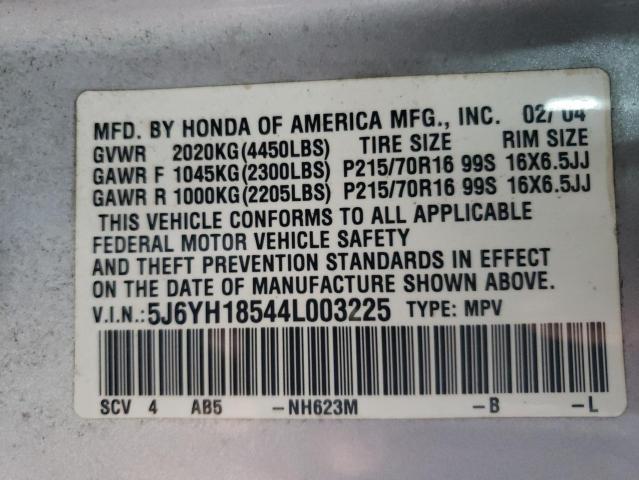 MFD. BY HONDA OF AMERICA MFG., INC. 02/04
GVWR 2020KG(4450LBS) TIRE SIZE RIM SIZE
GAWR F 1045KG(2300LBS) P215/70R16 99S 16X6.5JJ
GAWR R 1000KG(2205LBS) P215/70R16 99S 16X6.5JJ
THIS VEHICLE CONFORMS TO ALL APPLICABLE
FEDERAL MOTOR VEHICLE SAFETY
AND THEFT PREVENTION STANDARDS IN EFFECT
ON THE DATE OF MANUFACTURE SHOWN ABOVE.
V.I.N.: 5J6YH18544L003225 TYPE: MPV
SCV 4 AB5 -NH623M -B -L